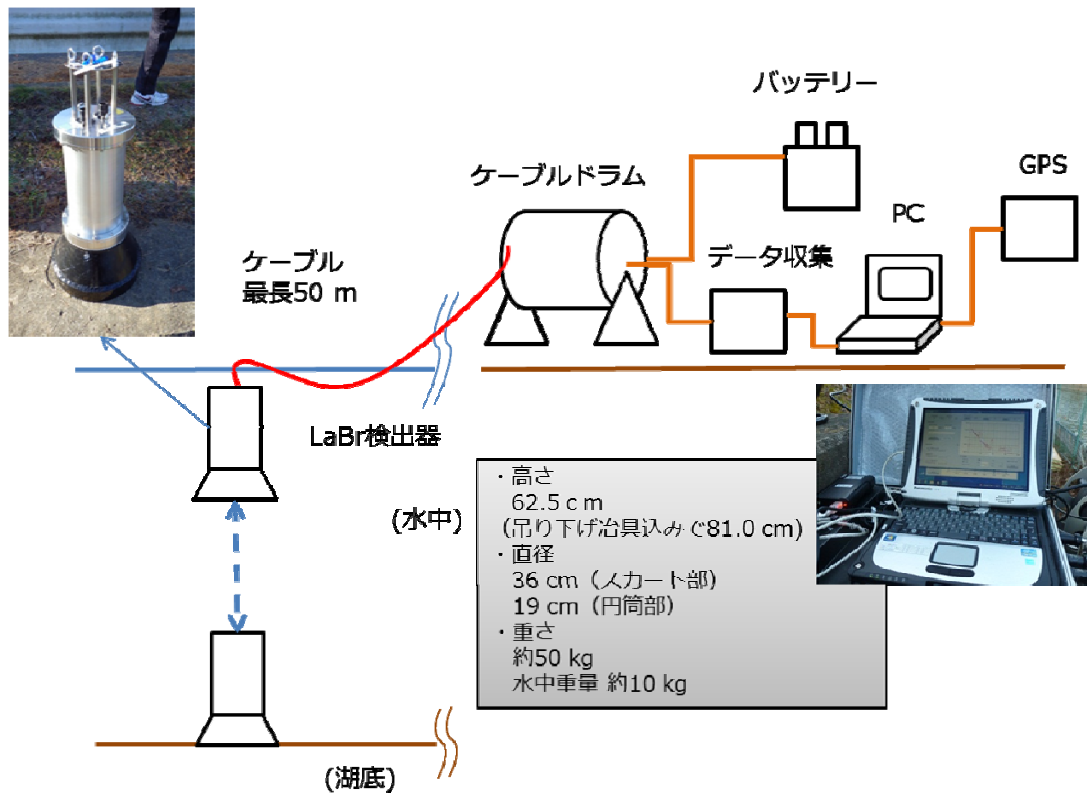 バッテリー
GPS
ケーブルドラム
PC
ケーブル
最長50 m
データ収集
LaBr検出器
(水中)
・高さ
62.5ｃｍ
(吊り下げ冶具込みで81.0 cm)
・直径
36 cm（スカート部）
19 cm（円筒部）
・重さ
約50 kg
水中重量 約10 kg
(湖底)